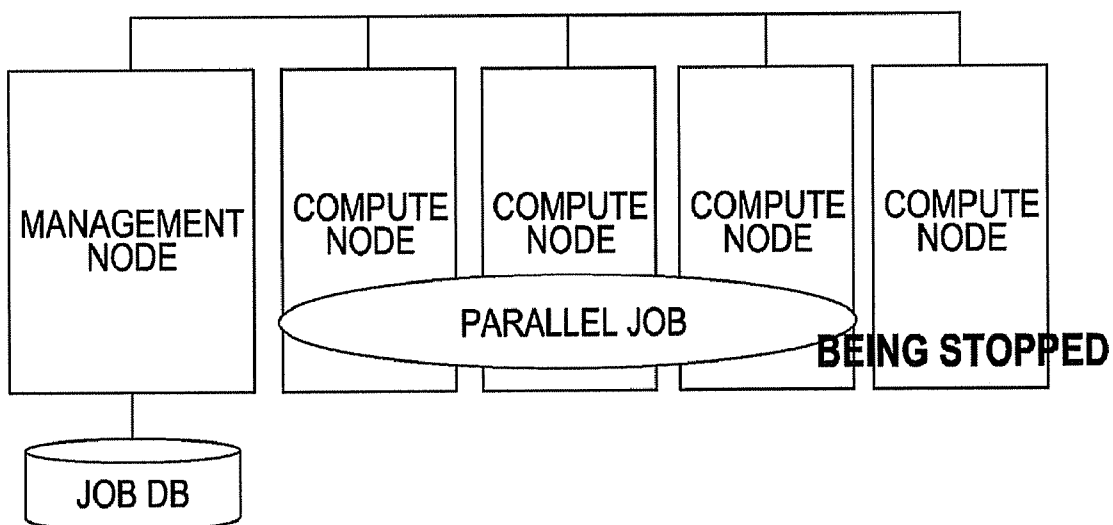 MANAGEMENT
NODE
COMPUTE
NODE
COMPUTE
NODE
COMPUTE
NODE
COMPUTE
NODE
PARALLEL JOB
BEING STOPPED
JOB DB